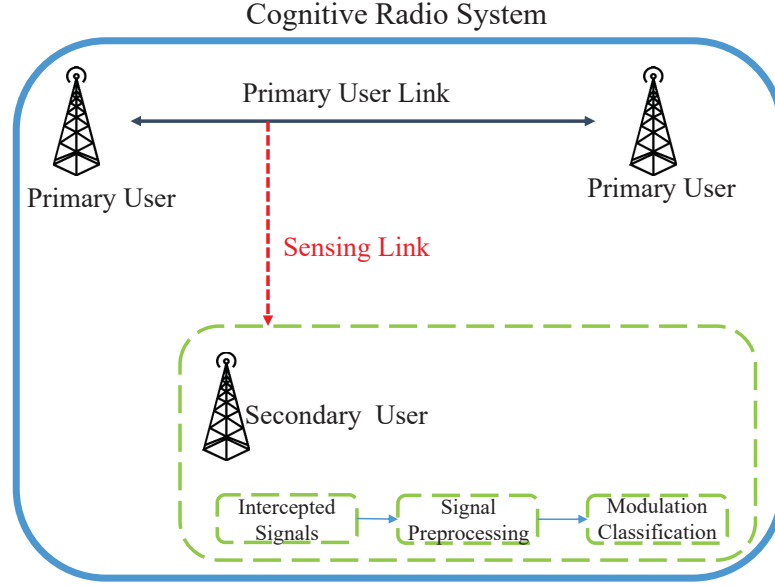 Cognitive Radio System
Primary User Link
Primary User
Primary User
Sensing Link
Secondary User
Intercepted
Signals
Signal
Preprocessing
Modulation
Classification